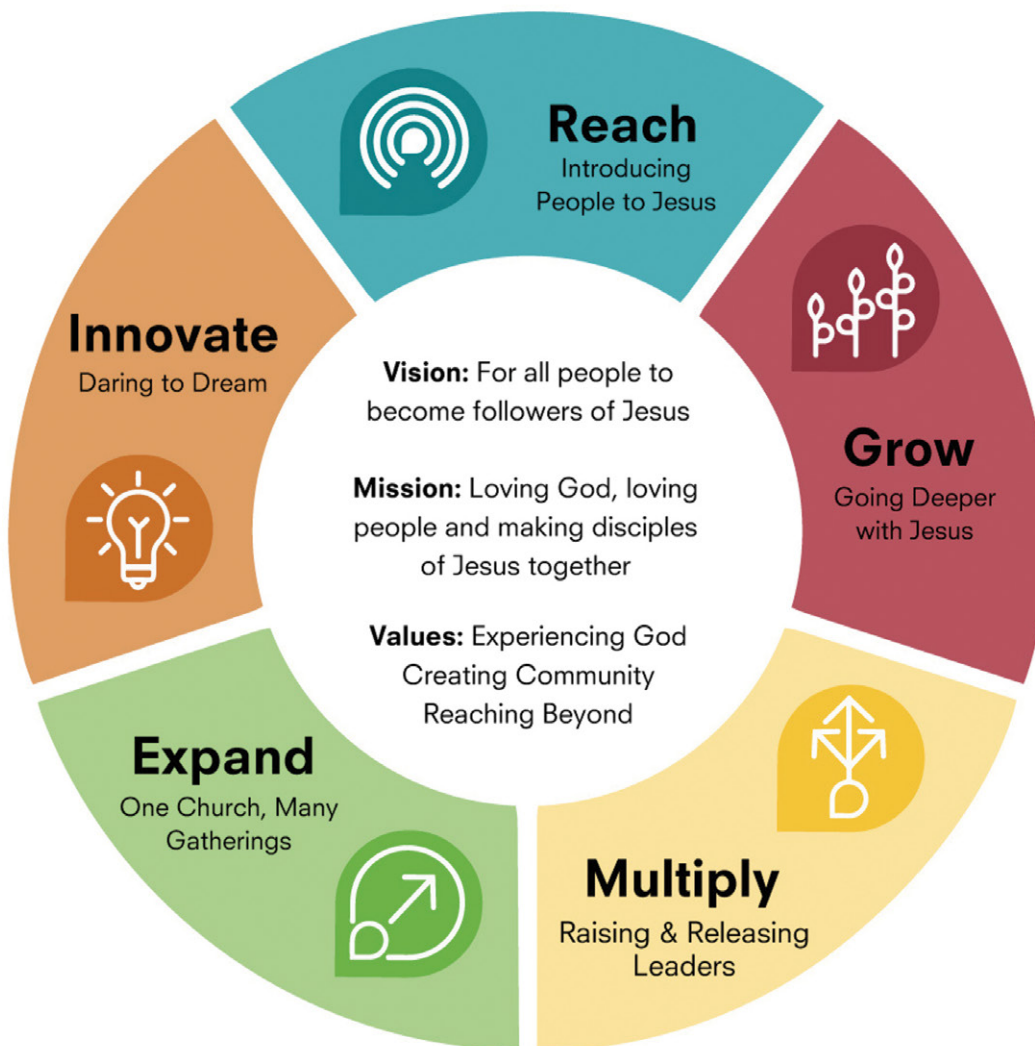 Reach
Introducing
People to Jesus
Grow
Going Deeper
with Jesus
Multiply
Raising & Releasing
Leaders
Expand
One Church, Many
Gatherings
Innovate
Daring to Dream
Vision: For all people to
become followers of Jesus
Mission: Loving God, loving
people and making disciples
of Jesus together
Values: Experiencing God
Creating Community
Reaching Beyond